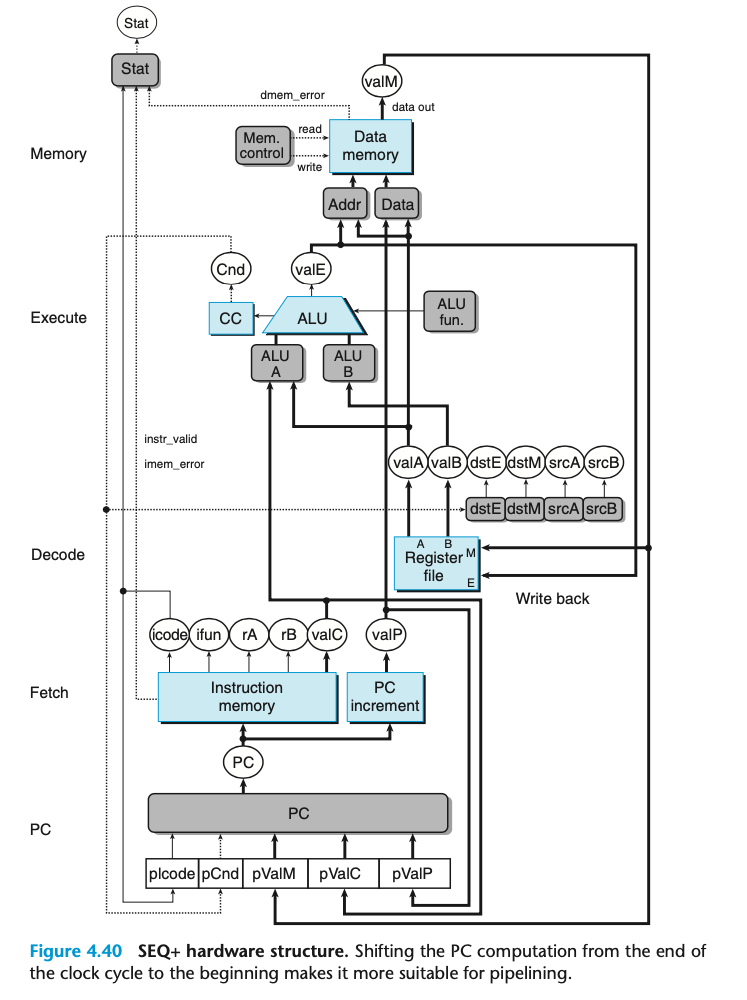 Stat
Stat
valM
dmem_error
data out
Mem.
control
read
write
Data
memory
Memory
Addr
Data
Cnd
valE
Execute
CC
ALU
ALU
fun.
ALU
A
ALU
B
instr_valid
imem_error
valA
valB
dstE
dstM
srcA
srcB
dstE
dstM
srcA
srcB
Decode
A
B
M
Register
file
E
Write back
icode
ifun
rA
rB
valC
valP
Fetch
Instruction
memory
PC
increment
PC
PC
PC
pIcode
pCnd
pValM
pValC
pValP
Figure 4.40 SEQ+ hardware structure. Shifting the PC computation from the end of
the clock cycle to the beginning makes it more suitable for pipelining.